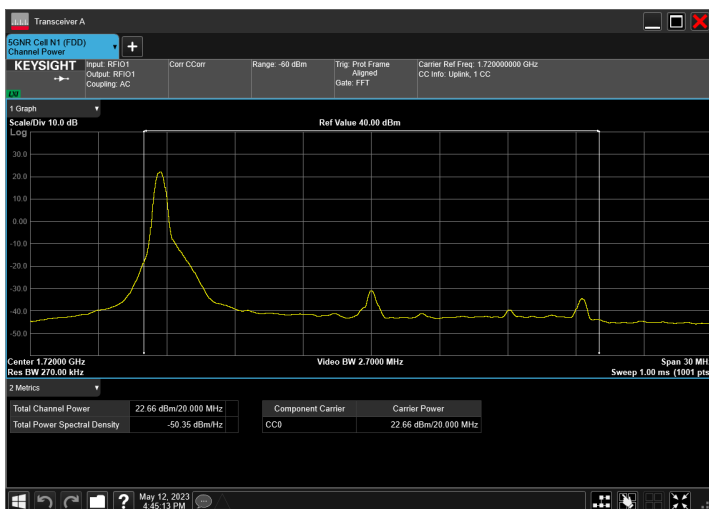 Transceiver A
5GNR Cell N1 (FDD)
Channel Power
KEYSIGHT
Input: RFIO1
Output: RFIO1
Coupling: AC
Corr CCorr
Range: -60 dBm
Trig: Prot Frame
Aligned
Gate: FFT
Carrier Ref Freq: 1.720000000 GHz
CC Info: Uplink, 1 CC
LXI
1 Graph
Scale/Div 10.0 dB
Ref Value 40.00 dBm
Log
30.0
20.0
10.0
0.00
-10.0
-20.0
-30.0
-40.0
-50.0
Center 1.72000 GHz
Video BW 2.7000 MHz
Span 30 MH
Res BW 270.00 kHz
Sweep 1.00 ms (1001 pts
2 Metrics
Total Channel Power 22.66 dBm/20.000 MHz
Total Power Spectral Density -50.35 dBm/Hz
Component Carrier Carrier Power
CC0 22.66 dBm/20.000 MHz
May 12, 2023
4:45:13 PM